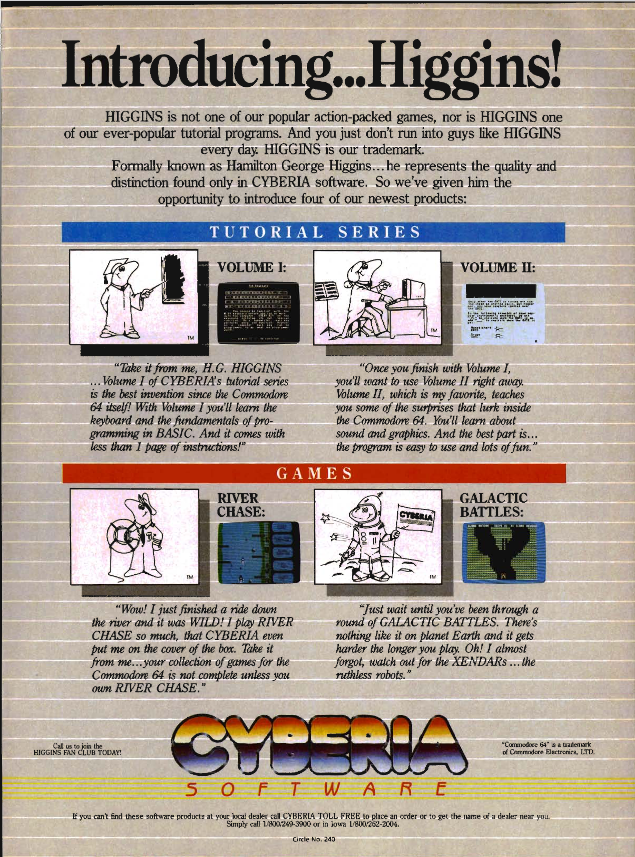 Introducing...Higgins!
HIGGINS is not one of our popular action-packed games, nor is HIGGINS one
of our ever-popular tutorial programs. And you just don't run into guys like HIGGINS
every day. HIGGINS is our trademark.
Formally known as Hamilton George Higgins...he represents the quality and
distinction found only in CYBERIA software. So we've given him the
opportunity to introduce four of our newest products:
TUTORIAL SERIES
VOLUME I:
TM
"Take it from me, H.G. HIGGINS
...Volume I of CYBERIA's tutorial series
is the best invention since the Commodore
64 itself! With Volume I you'll learn the
keyboard and the fundamentals of pro-
gramming in BASIC. And it comes with
less than 1 page of instructions!"
VOLUME II:
TM
"Once you finish with Volume I,
you'll want to use Volume II right away.
Volume II, which is my favorite, teaches
you some of the surprises that lurk inside
the Commodore 64. You'll learn about
sound and graphics. And the best part is...
the program is easy to use and lots of fun."
GAMES
RIVER
CHASE:
TM
"Wow! I just finished a ride down
the river and it was WILD! I play RIVER
CHASE so much, that CYBERIA even
put me on the cover of the box. Take it
from me...your collection of games for the
Commodore 64 is not complete unless you
own RIVER CHASE."
CYBERIA
GALACTIC
BATTLES:
TM
"Just wait until you've been through a
round of GALACTIC BATTLES. There's
nothing like it on planet Earth and it gets
harder the longer you play. Oh! I almost
forgot, watch out for the XENDARs...the
ruthless robots."
Call us to join the
HIGGINS FAN CLUB TODAY!
CYBERIA
SOFTWARE
"Commodore 64" is a trademark
of Commodore Electronics, LTD.
If you can't find these software products at your local dealer call CYBERIA TOLL FREE to place an order or to get the name of a dealer near you.
Simply call 1/800/249-3900 or in Iowa 1/800/262-2004.
Circle No. 240